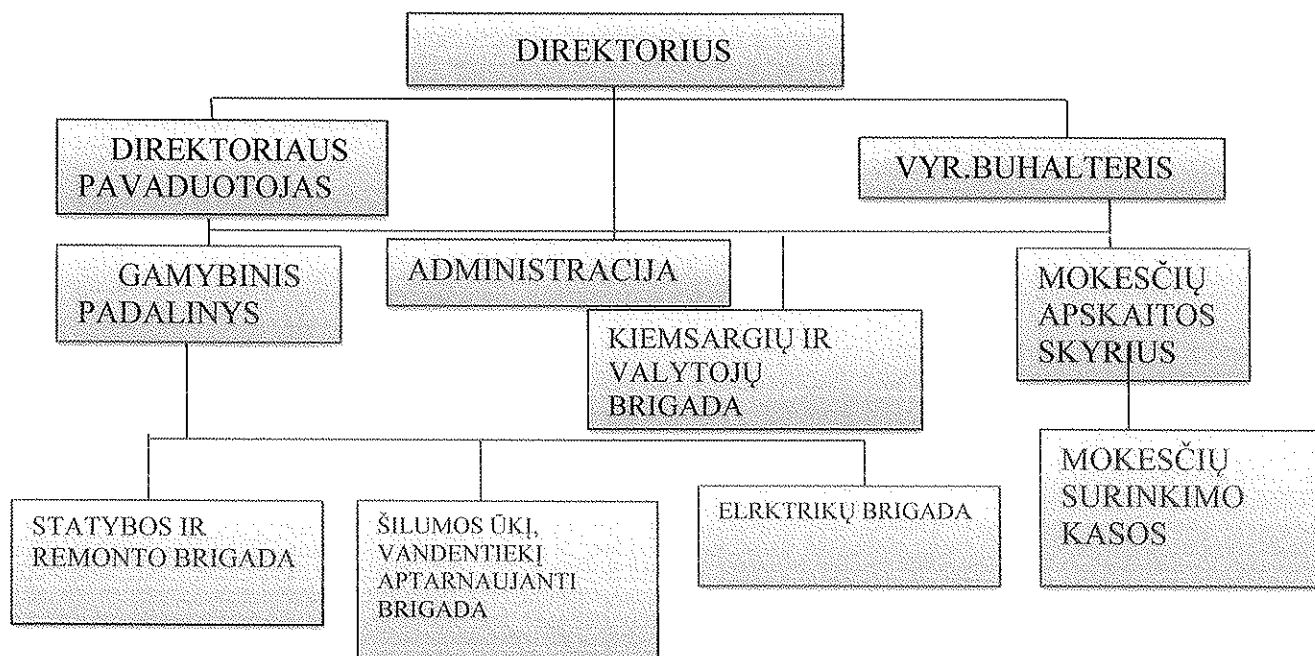 DIREKTORIUS
DIREKTORIAUS
PAVADUOTOJAS
VYR.BUHALTERIS
GAMYBINIS
PADALINYS
ADMINISTRACIJA
KIEMSARGIŲ IR
VALYTOJŲ
BRIGADA
MOKESČIŲ
APSKAITOS
SKYRIUS
STATYBOS IR
REMONTO BRIGADA
ŠILUMOS ŪKĮ,
VANDENTIEKĮ
APTARNAUJANTI
BRIGADA
ELRKTRIKŲ BRIGADA
MOKESČIŲ
SURINKIMO
KASOS